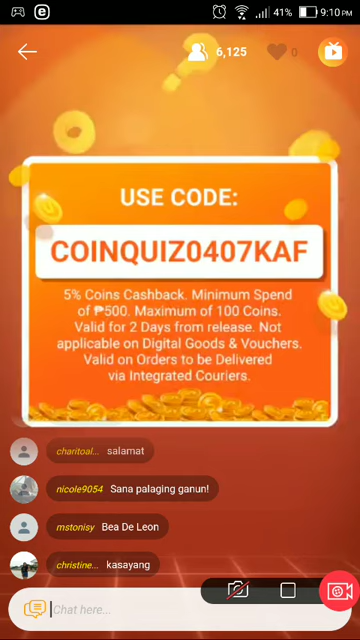 41% 9:10 PM
6,125 0
USE CODE:
COINQUIZ0407KAF
5% Coins Cashback. Minimum Spend
of ₱500. Maximum of 100 Coins.
Valid for 2 Days from release. Not
applicable on Digital Goods & Vouchers.
Valid on Orders to be Delivered
via Integrated Couriers.
charitoal... salamat
nicole9054 Sana palaging ganun!
mstonisy Bea De Leon
christine... kasayang
Chat here...